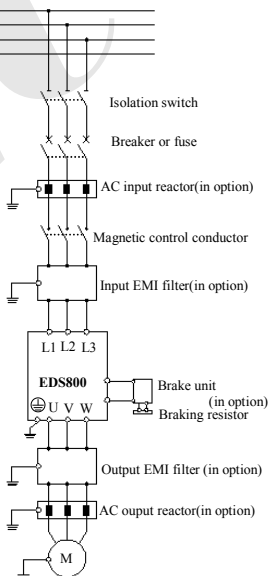 Isolation switch
Breaker or fuse
AC input reactor(in option)
Magnetic control conductor
Input EMI filter(in option)
L1 L2 L3
EDS800
U V W
Brake unit
(in option)
Braking resistor
Output EMI filter (in option)
AC ouput reactor(in option)
M